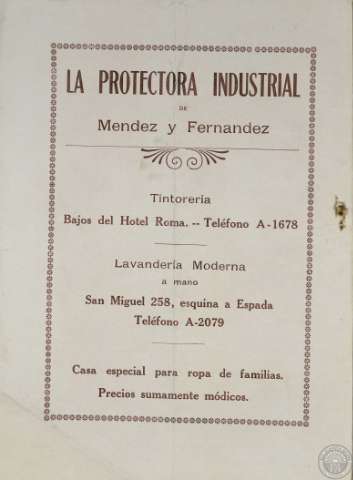 LA PROTECTORA INDUSTRIAL
DE
Mendez y Fernandez
Tintorería
Bajos del Hotel Roma. -- Teléfono A-1678
Lavandería Moderna
a mano
San Miguel 258, esquina a Espada
Teléfono A-2079
Casa especial para ropa de familias.
Precios sumamente módicos.